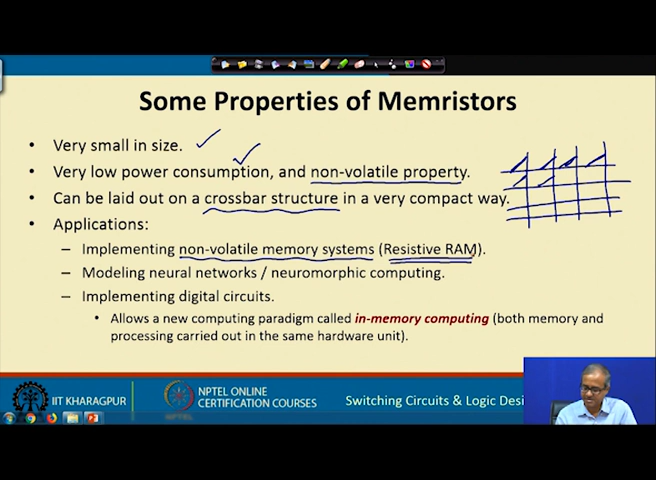 Some Properties of Memristors
• Very small in size.
• Very low power consumption, and non-volatile property.
• Can be laid out on a crossbar structure in a very compact way.
• Applications:
– Implementing non-volatile memory systems (Resistive RAM).
– Modeling neural networks / neuromorphic computing.
– Implementing digital circuits.
• Allows a new computing paradigm called in-memory computing (both memory and
processing carried out in the same hardware unit).
IIT KHARAGPUR
NPTEL ONLINE
CERTIFICATION COURSES
Switching Circuits & Logic Desi